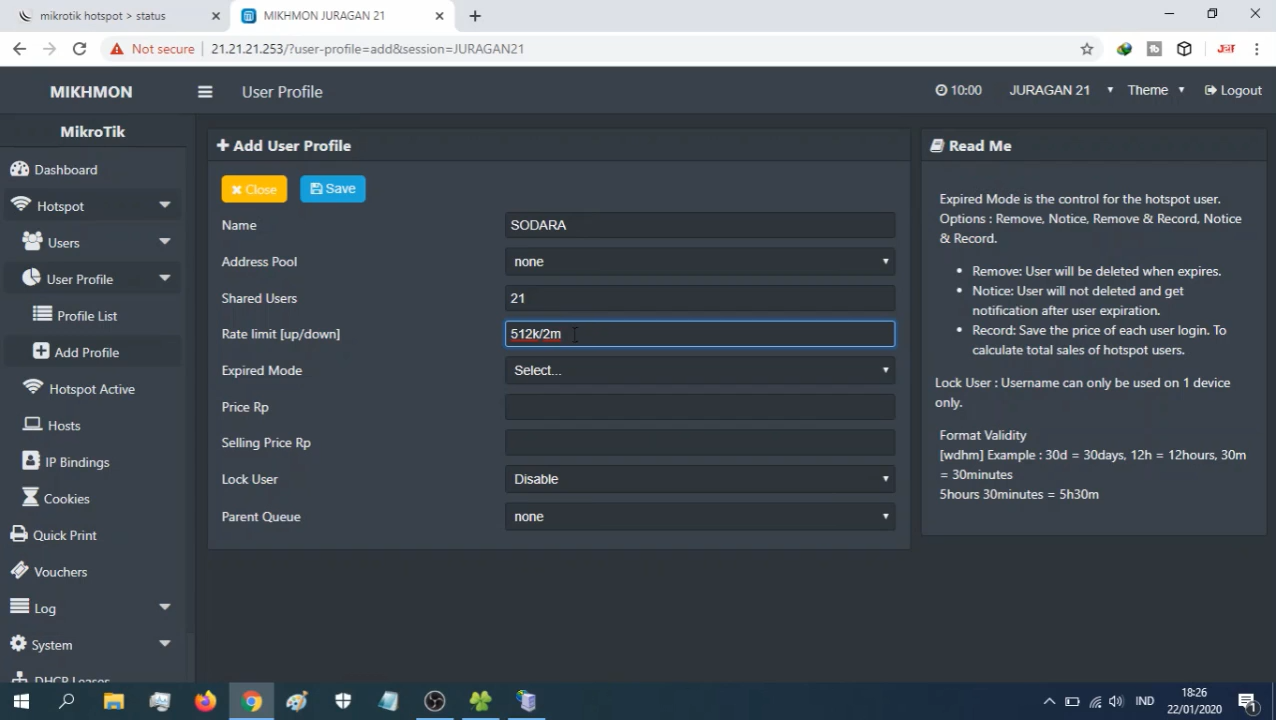 mikrotik hotspot > status
MIKHMON JURAGAN 21
Not secure
21.21.21.253/?user-profile=add&session=JURAGAN21
MIKHMON
User Profile
10:00
JURAGAN 21
Theme
Logout
MikroTik
Dashboard
Hotspot
Users
User Profile
Profile List
Add Profile
Hotspot Active
Hosts
IP Bindings
Cookies
Quick Print
Vouchers
Log
System
DHCP Leases
Add User Profile
Close
Save
Name
SODARA
Address Pool
none
Shared Users
21
Rate limit [up/down]
512k/2m
Expired Mode
Select...
Price Rp
Selling Price Rp
Lock User
Disable
Parent Queue
none
Read Me
Expired Mode is the control for the hotspot user.
Options : Remove, Notice, Remove & Record, Notice
& Record.
Remove: User will be deleted when expires.
Notice: User will not deleted and get
notification after user expiration.
Record: Save the price of each user login. To
calculate total sales of hotspot users.
Lock User : Username can only be used on 1 device
only.
Format Validity
[wdhm] Example : 30d = 30days, 12h = 12hours, 30m
= 30minutes
5hours 30minutes = 5h30m
IND
18:26
22/01/2020
1